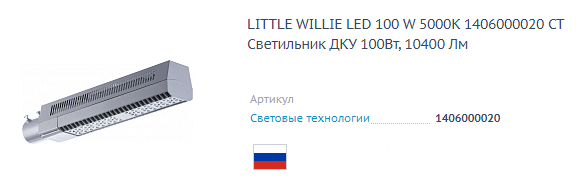 LITTLE WILLIE LED 100 W 5000K 1406000020 СТ
Светильник ДКУ 100Вт, 10400 Лм
Артикул
Световые технологии 1406000020